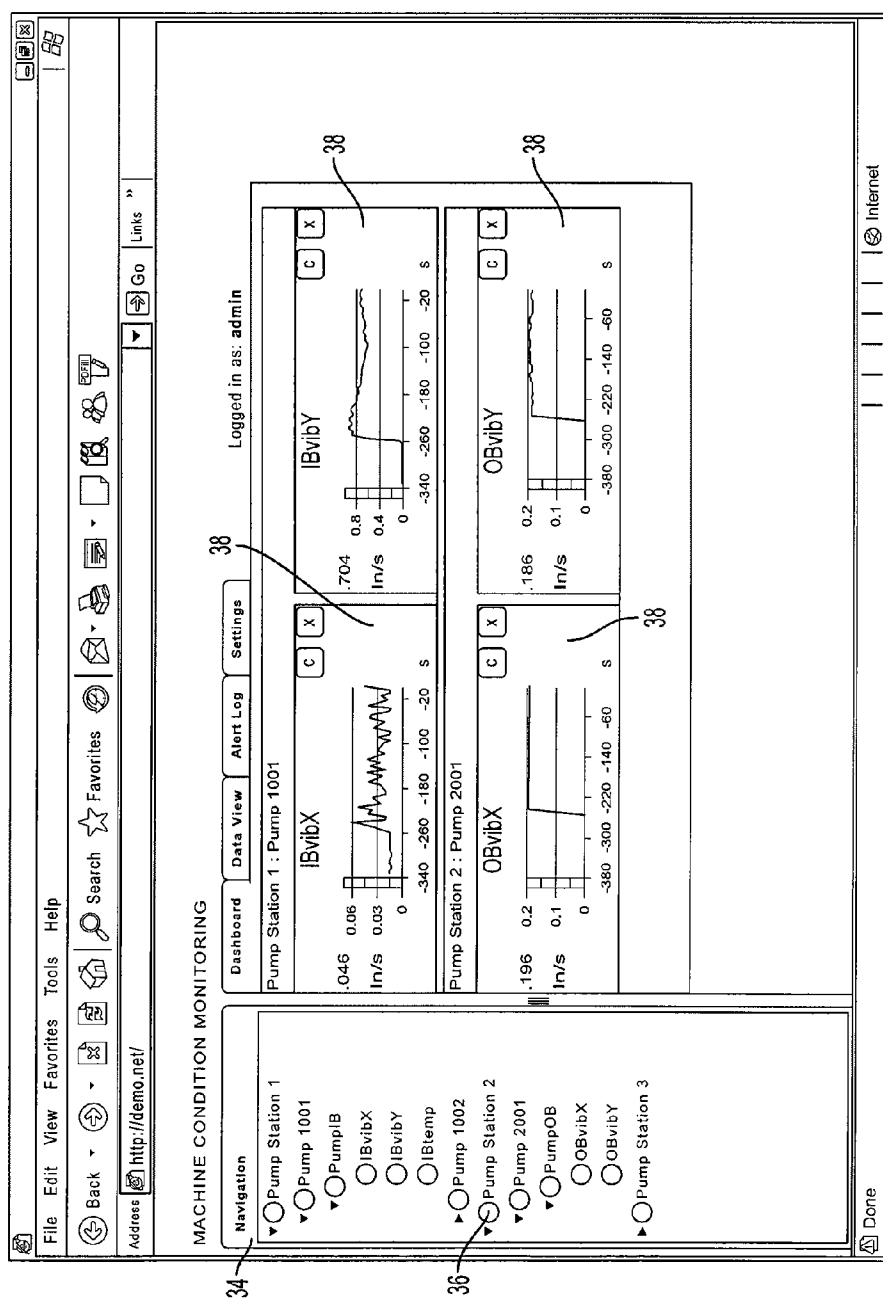 File Edit View Favorites Tools Help
Back Search Favorites PDFill
Address http://demo.net/ Go Links »
MACHINE CONDITION MONITORING
34
Navigation
Pump Station 1
Pump 1001
PumpIB
IBvibX
IBvibY
IBtemp
Pump 1002
36
Pump Station 2
Pump 2001
PumpOB
OBvibX
OBvibY
Pump Station 3
Dashboard Data View Alert Log Settings
Logged in as: admin
Pump Station 1 : Pump 1001
IBvibX
C X
.046
In/s
0.06
0.03
0
-340 -260 -180 -100 -20
s
38
IBvibY
C X
.704
In/s
0.8
0.4
0
-340 -260 -180 -100 -20
s
38
Pump Station 2 : Pump 2001
OBvibX
C X
.196
In/s
0.2
0.1
0
-380 -300 -220 -140 -60
s
38
OBvibY
C X
.186
In/s
0.2
0.1
0
-380 -300 -220 -140 -60
s
38
Done Internet